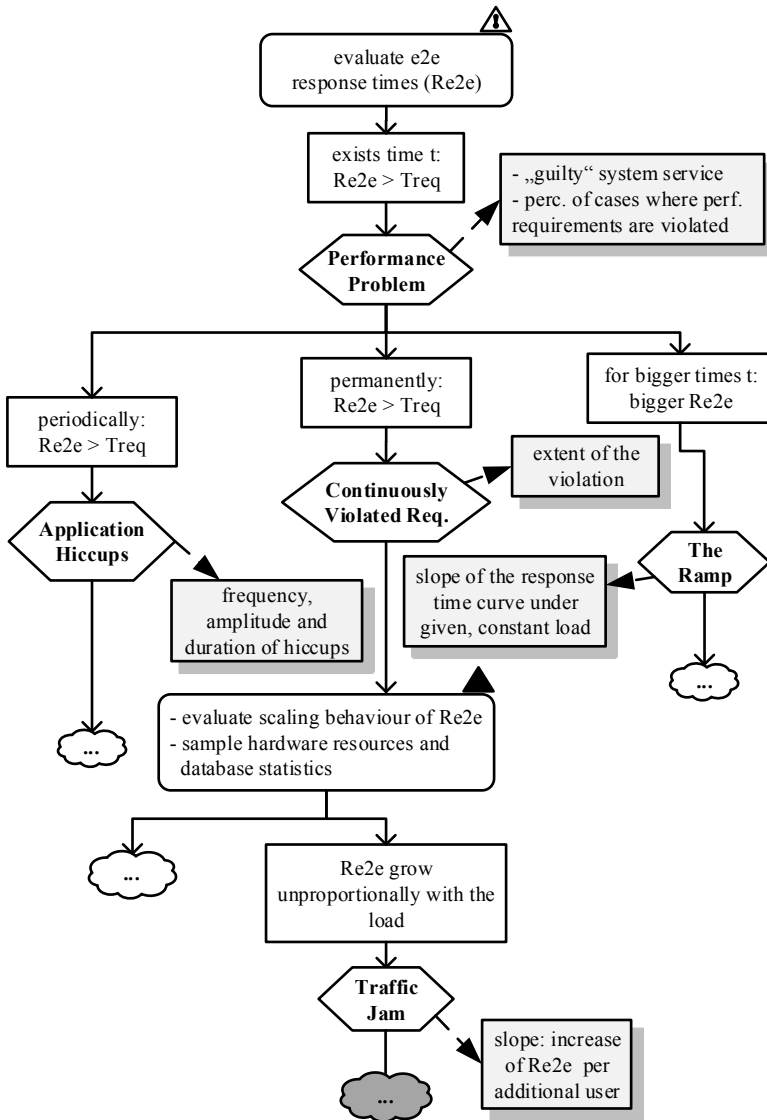 evaluate e2e
response times (Re2e)
exists time t:
Re2e > Treq
- „guilty“ system service
- perc. of cases where perf.
requirements are violated
Performance
Problem
periodically:
Re2e > Treq
permanently:
Re2e > Treq
for bigger times t:
bigger Re2e
Application
Hiccups
Continuously
Violated Req.
extent of the
violation
The
Ramp
frequency,
amplitude and
duration of hiccups
slope of the response
time curve under
given, constant load
...
...
- evaluate scaling behaviour of Re2e
- sample hardware resources and
database statistics
...
Re2e grow
unproportionally with the
load
Traffic
Jam
slope: increase
of Re2e per
additional user
...